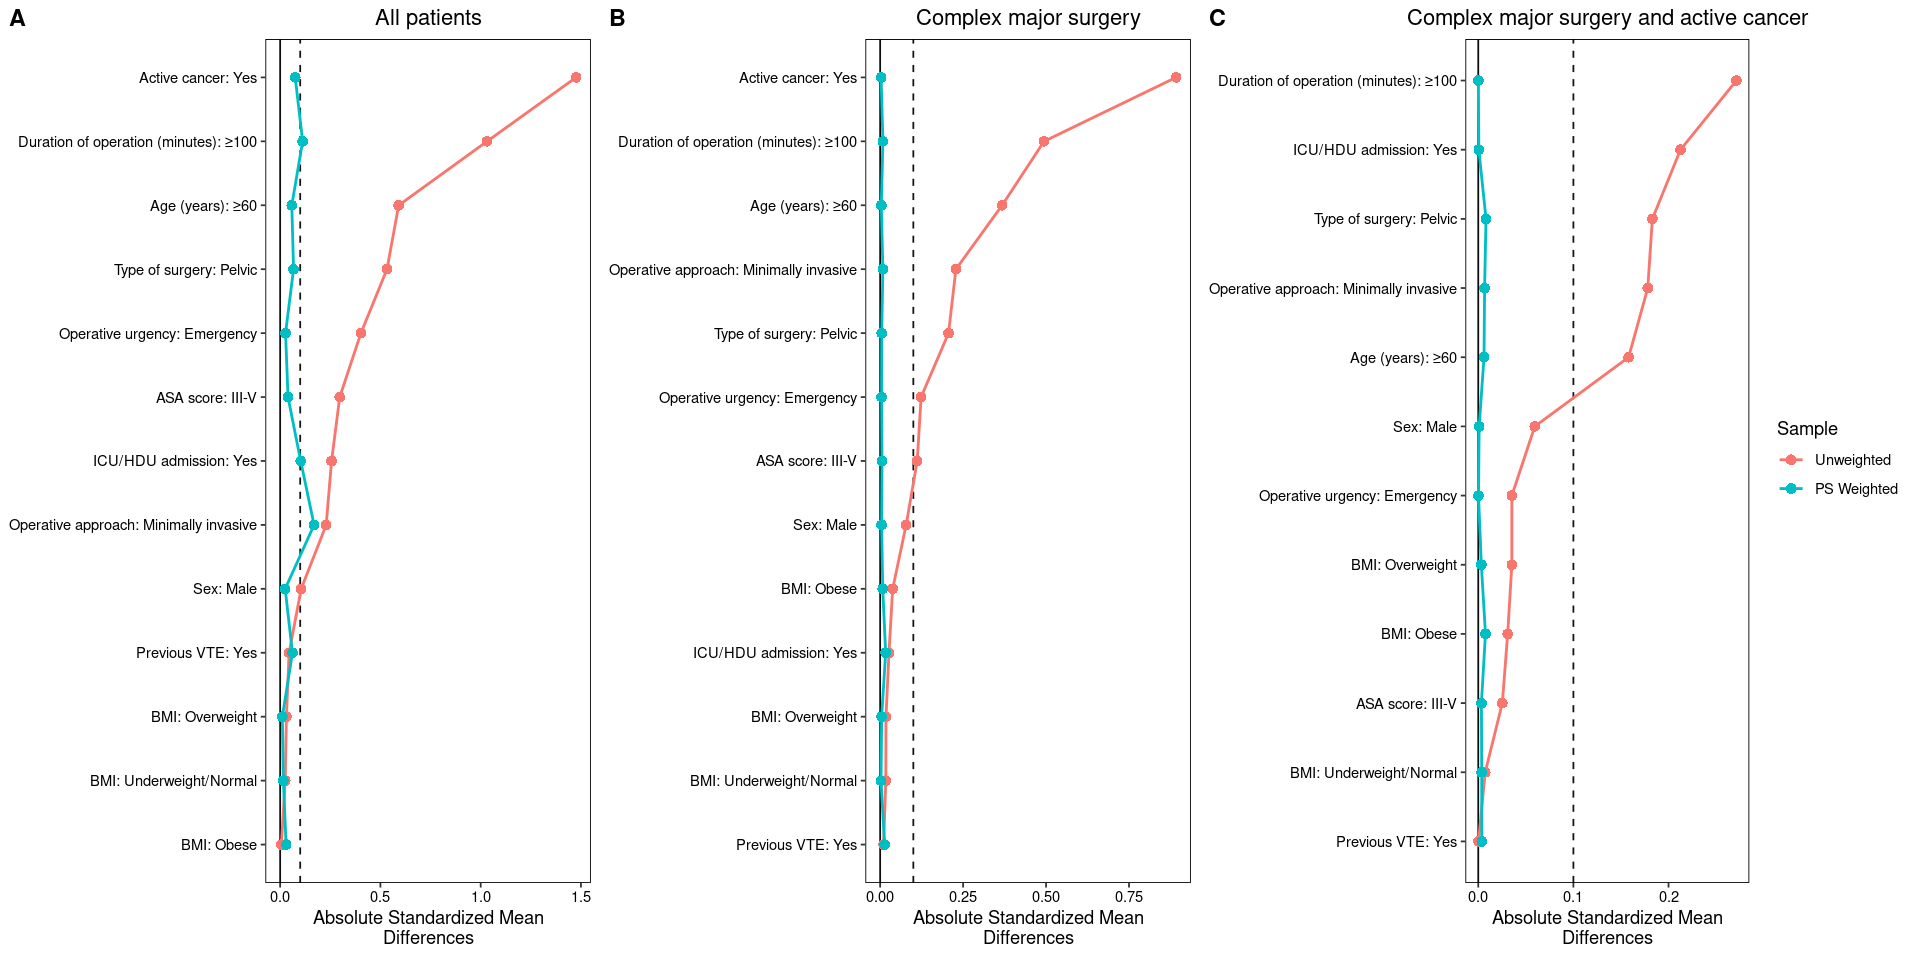 A
All patients
Active cancer: Yes
Duration of operation (minutes): ≥100
Age (years): ≥60
Type of surgery: Pelvic
Operative urgency: Emergency
ASA score: III-V
ICU/HDU admission: Yes
Operative approach: Minimally invasive
Sex: Male
Previous VTE: Yes
BMI: Overweight
BMI: Underweight/Normal
BMI: Obese
0.0 0.5 1.0 1.5
Absolute Standardized Mean
Differences
B
Complex major surgery
Active cancer: Yes
Duration of operation (minutes): ≥100
Age (years): ≥60
Operative approach: Minimally invasive
Type of surgery: Pelvic
Operative urgency: Emergency
ASA score: III-V
Sex: Male
BMI: Obese
ICU/HDU admission: Yes
BMI: Overweight
BMI: Underweight/Normal
Previous VTE: Yes
0.00 0.25 0.50 0.75
Absolute Standardized Mean
Differences
C
Complex major surgery and active cancer
Duration of operation (minutes): ≥100
ICU/HDU admission: Yes
Type of surgery: Pelvic
Operative approach: Minimally invasive
Age (years): ≥60
Sex: Male
Operative urgency: Emergency
BMI: Overweight
BMI: Obese
ASA score: III-V
BMI: Underweight/Normal
Previous VTE: Yes
0.0 0.1 0.2
Absolute Standardized Mean
Differences
Sample
Unweighted
PS Weighted